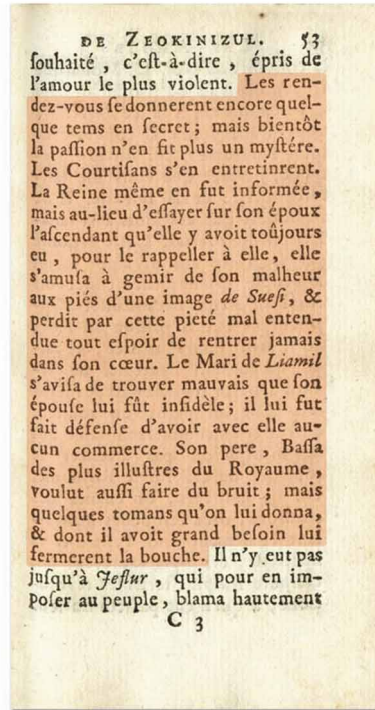 DE ZEOKINIZUL. 53
ſouhaité , c'eſt-à-dire , épris de
l'amour le plus violent. Les ren-
dez-vous ſe donnerent encore quel-
que tems en ſecret ; mais bientôt
la paſſion n'en fit plus un myſtére.
Les Courtiſans s'en entretinrent.
La Reine même en fut informée ,
mais au-lieu d'eſſayer ſur ſon époux
l'aſcendant qu'elle y avoit toûjours
eu , pour le rappeller à elle , elle
s'amuſa à gemir de ſon malheur
aux piés d'une image de Sueſi , &
perdit par cette pieté mal enten-
due tout eſpoir de rentrer jamais
dans ſon cœur. Le Mari de Liamil
s'aviſa de trouver mauvais que ſon
épouſe lui fût infidèle ; il lui fut
fait défenſe d'avoir avec elle au-
cun commerce. Son pere , Baſſa
des plus illuſtres du Royaume ,
voulut auſſi faire du bruit ; mais
quelques tomans qu'on lui donna,
& dont il avoit grand beſoin lui
fermerent la bouche. Il n'y eut pas
juſqu'à Jeflur , qui pour en im-
poſer au peuple , blama hautement
C 3